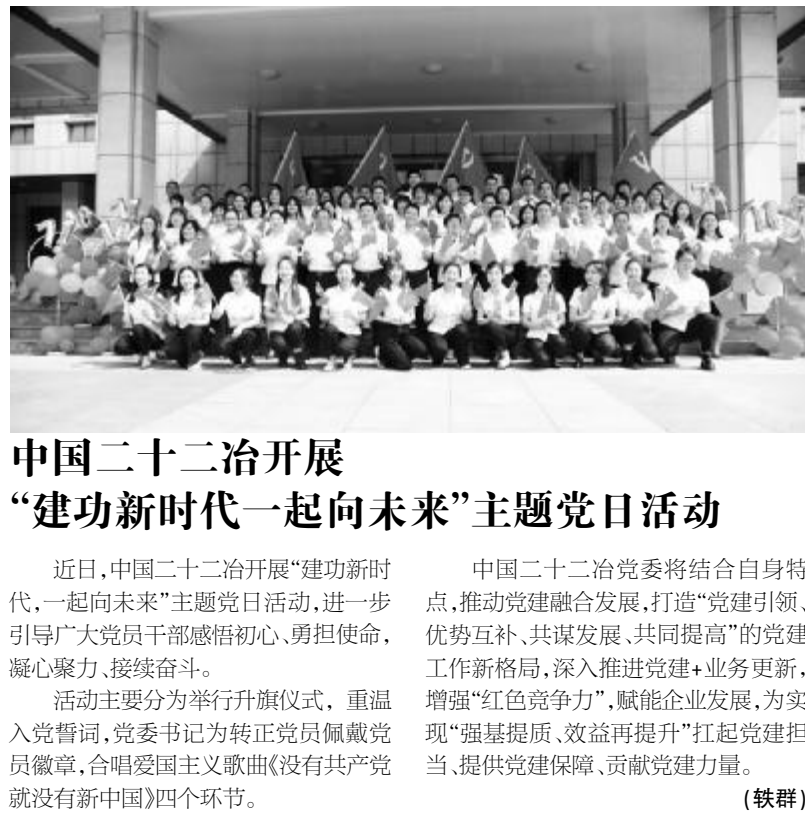 中国二十二冶开展
“建功新时代一起向未来”主题党日活动
近日,中国二十二冶开展“建功新时
代,一起向未来”主题党日活动,进一步
引导广大党员干部感悟初心、勇担使命,
凝心聚力、接续奋斗。
活动主要分为举行升旗仪式，重温
入党誓词,党委书记为转正党员佩戴党
员徽章,合唱爱国主义歌曲《没有共产党
就没有新中国》四个环节。
中国二十二冶党委将结合自身特
点,推动党建融合发展,打造“党建引领、
优势互补、共谋发展、共同提高”的党建
工作新格局,深入推进党建+业务更新,
增强“红色竞争力”,赋能企业发展,为实
现“强基提质、效益再提升”扛起党建担
当、提供党建保障、贡献党建力量。
(轶群)